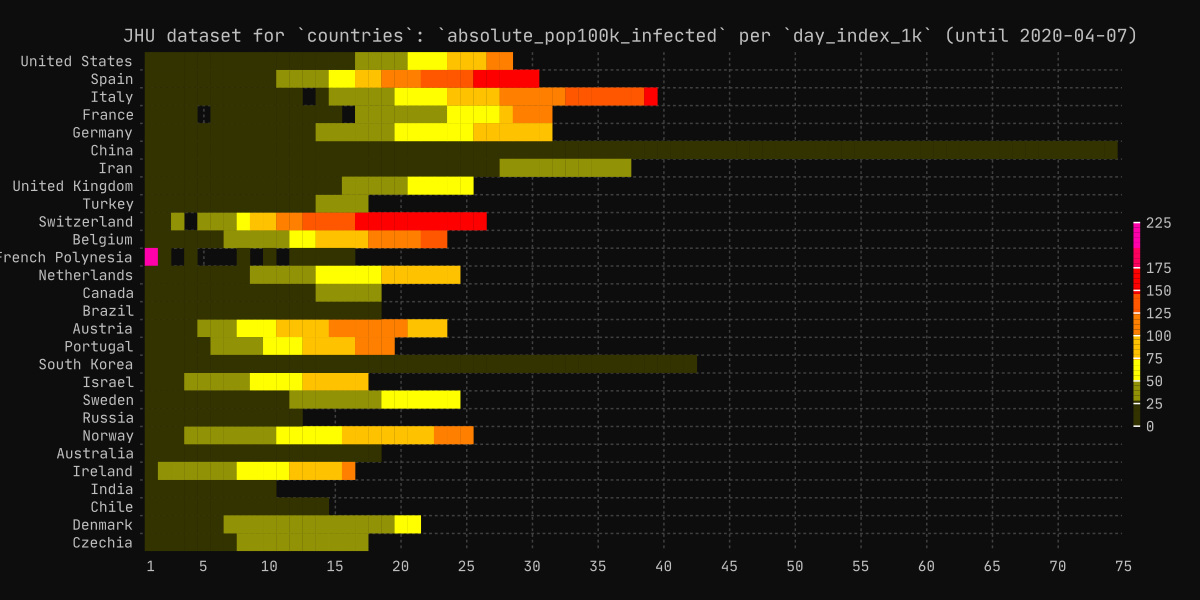 JHU dataset for `countries`: `absolute_pop100k_infected` per `day_index_1k` (until 2020-04-07)
United States
Spain
Italy
France
Germany
China
Iran
United Kingdom
Turkey
Switzerland
Belgium
French Polynesia
Netherlands
Canada
Brazil
Austria
Portugal
South Korea
Israel
Sweden
Russia
Norway
Australia
Ireland
India
Chile
Denmark
Czechia
1 5 10 15 20 25 30 35 40 45 50 55 60 65 70 75
225
175
150
125
100
75
50
25
0